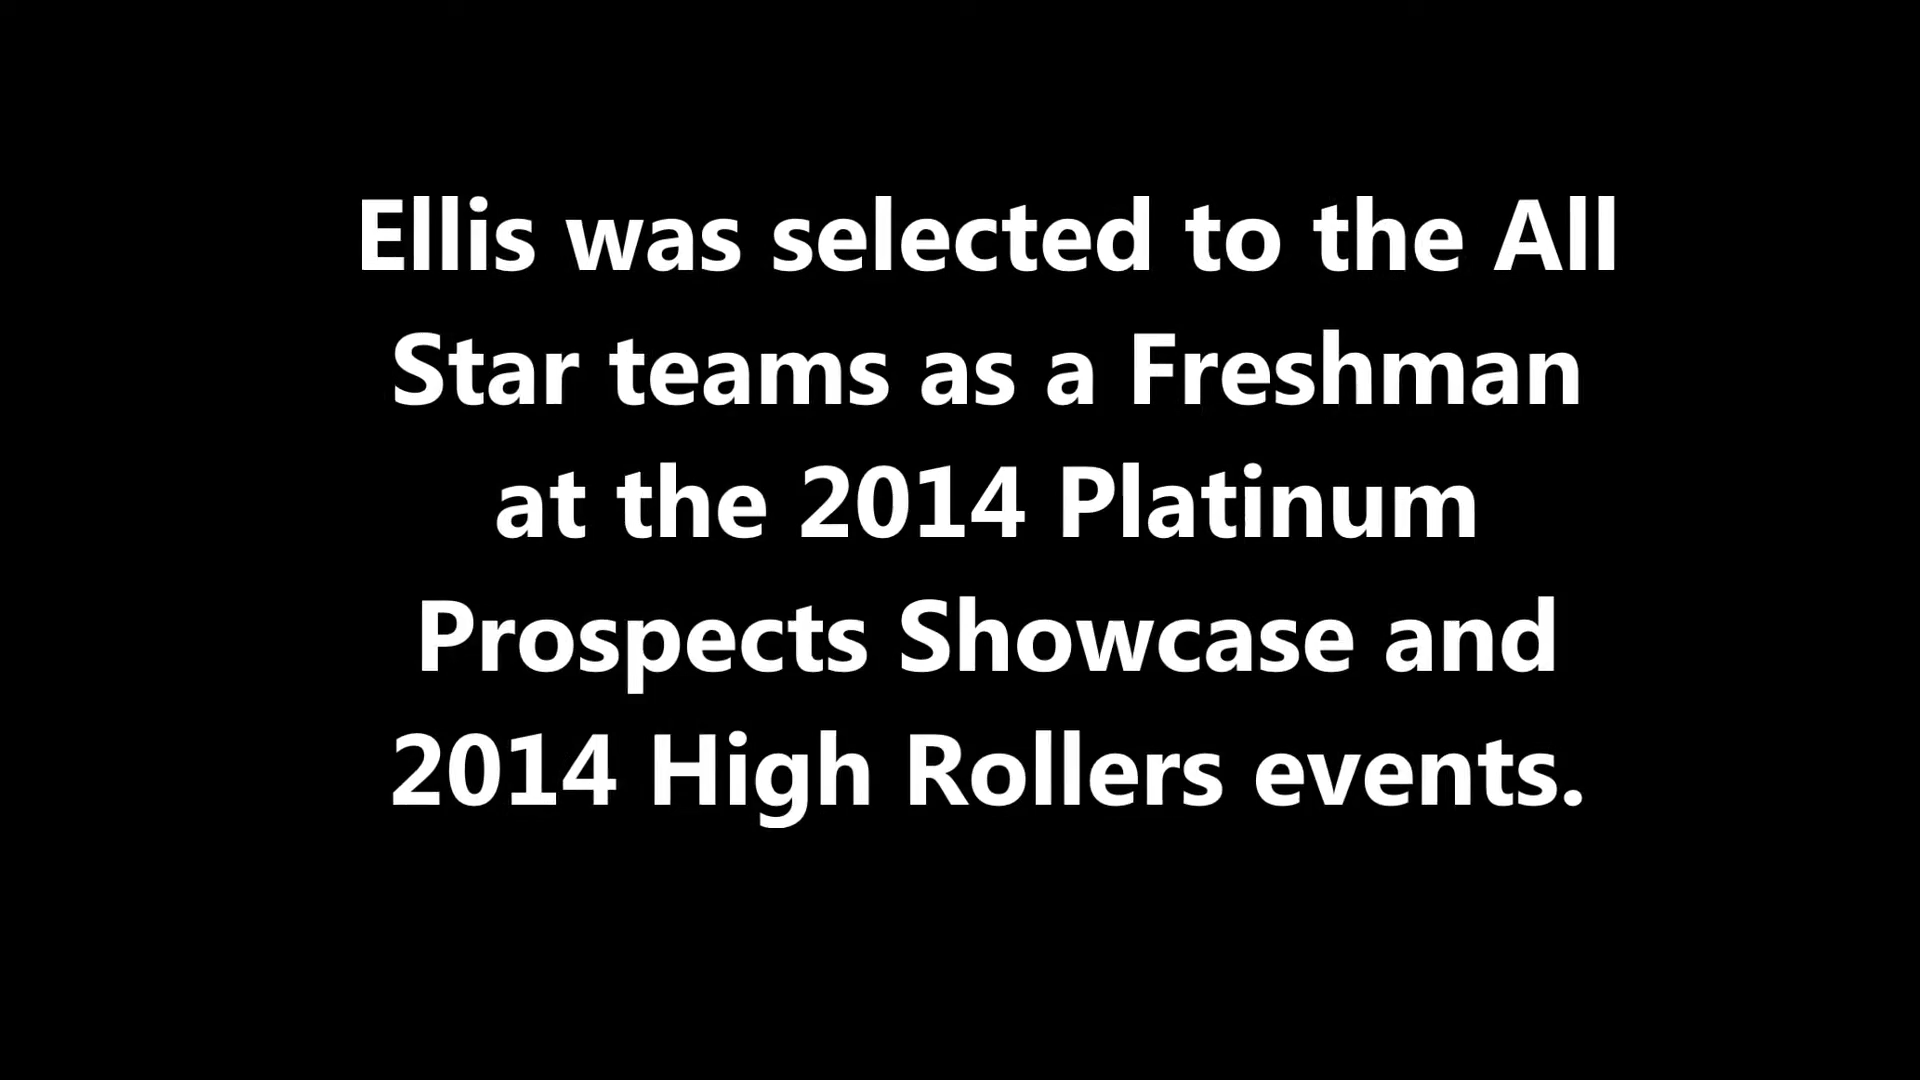 Ellis was selected to the All
Star teams as a Freshman
at the 2014 Platinum
Prospects Showcase and
2014 High Rollers events.